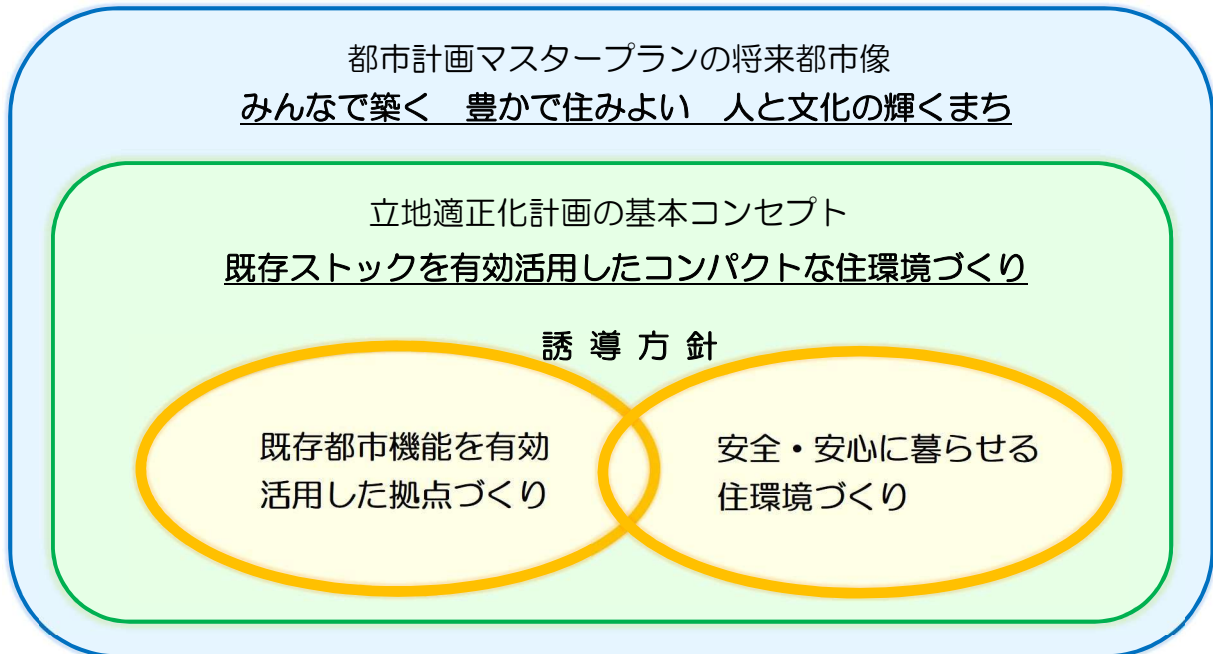 都市計画マスタープランの将来都市像
みんなで築く　豊かで住みよい　人と文化の輝くまち
立地適正化計画の基本コンセプト
既存ストックを有効活用したコンパクトな住環境づくり
誘 導 方 針
既存都市機能を有効
活用した拠点づくり
安全・安心に暮らせる
住環境づくり